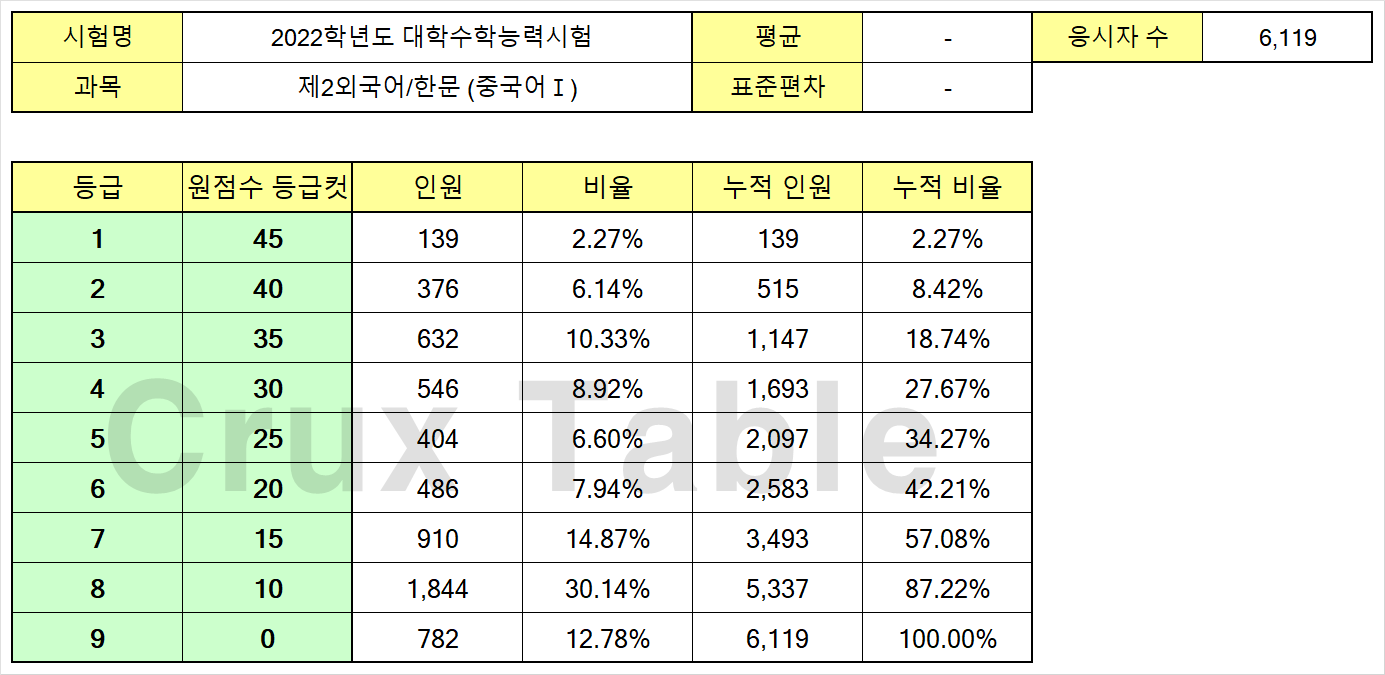 시험명 2022학년도 대학수학능력시험 평균 - 응시자 수 6,119
과목 제2외국어/한문 (중국어Ⅰ) 표준편차 -
등급 원점수 등급컷 인원 비율 누적 인원 누적 비율
1 45 139 2.27% 139 2.27%
2 40 376 6.14% 515 8.42%
3 35 632 10.33% 1,147 18.74%
4 30 546 8.92% 1,693 27.67%
5 25 404 6.60% 2,097 34.27%
6 20 486 7.94% 2,583 42.21%
7 15 910 14.87% 3,493 57.08%
8 10 1,844 30.14% 5,337 87.22%
9 0 782 12.78% 6,119 100.00%
Crux Table